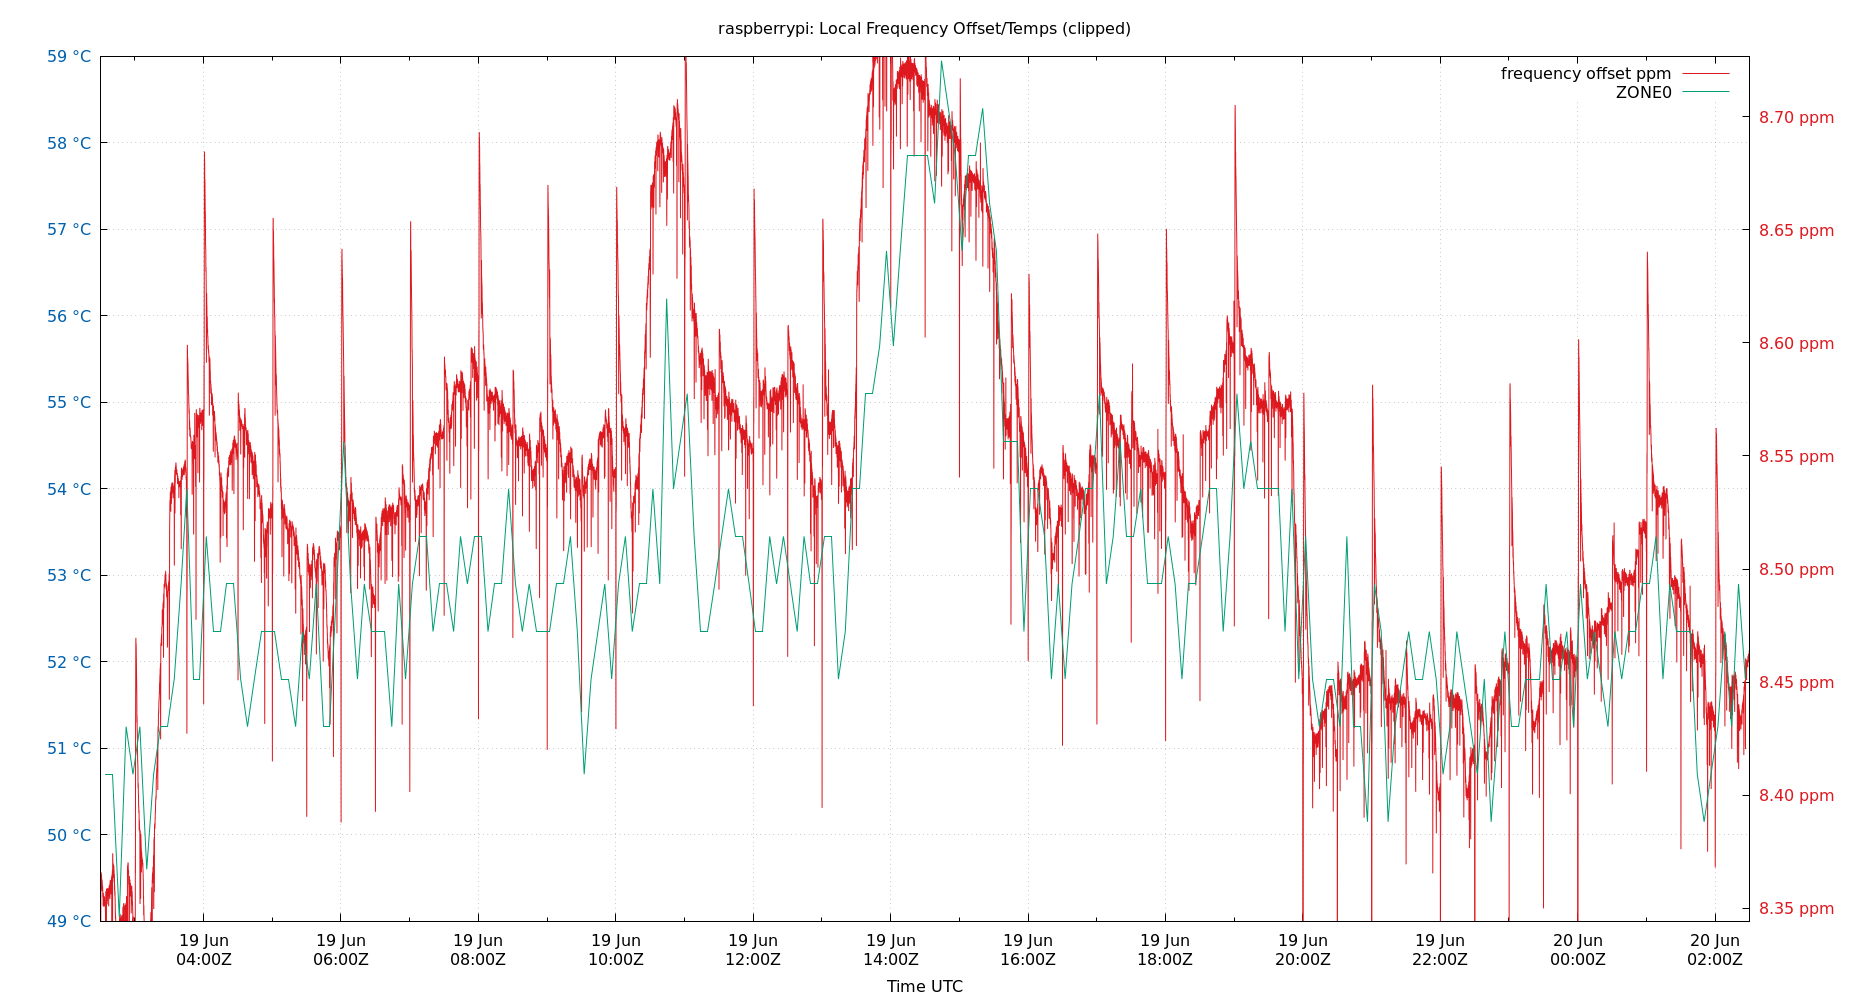 raspberrypi: Local Frequency Offset/Temps (clipped)
frequency offset ppm
ZONE0
59 °C
58 °C
57 °C
56 °C
55 °C
54 °C
53 °C
52 °C
51 °C
50 °C
49 °C
8.70 ppm
8.65 ppm
8.60 ppm
8.55 ppm
8.50 ppm
8.45 ppm
8.40 ppm
8.35 ppm
19 Jun
04:00Z
19 Jun
06:00Z
19 Jun
08:00Z
19 Jun
10:00Z
19 Jun
12:00Z
19 Jun
14:00Z
19 Jun
16:00Z
19 Jun
18:00Z
19 Jun
20:00Z
19 Jun
22:00Z
20 Jun
00:00Z
20 Jun
02:00Z
Time UTC